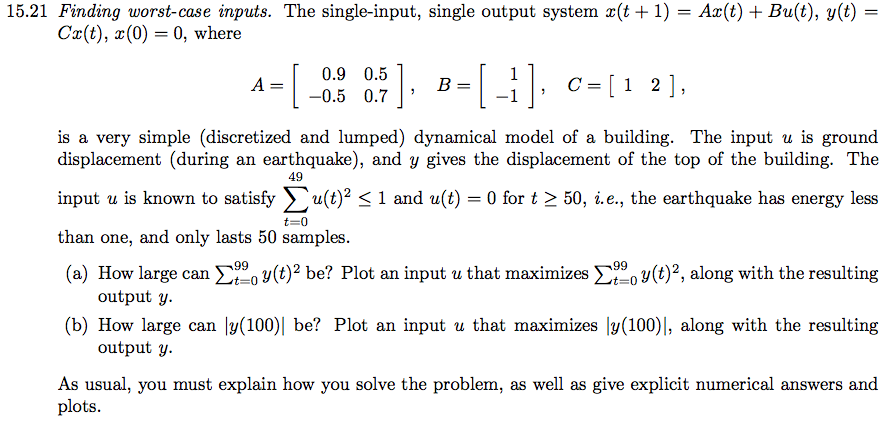 15.21 Finding worst-case inputs. The single-input, single output system x(t + 1) = Ax(t) + Bu(t), y(t) =
Cx(t), x(0) = 0, where
A = [ 0.9 0.5 ; −0.5 0.7 ], B = [ 1 ; −1 ], C = [ 1 2 ],
is a very simple (discretized and lumped) dynamical model of a building. The input u is ground
displacement (during an earthquake), and y gives the displacement of the top of the building. The
input u is known to satisfy ∑_{t=0}^{49} u(t)² ≤ 1 and u(t) = 0 for t ≥ 50, i.e., the earthquake has energy less
than one, and only lasts 50 samples.
(a) How large can ∑_{t=0}^{99} y(t)² be? Plot an input u that maximizes ∑_{t=0}^{99} y(t)², along with the resulting
output y.
(b) How large can |y(100)| be? Plot an input u that maximizes |y(100)|, along with the resulting
output y.
As usual, you must explain how you solve the problem, as well as give explicit numerical answers and
plots.